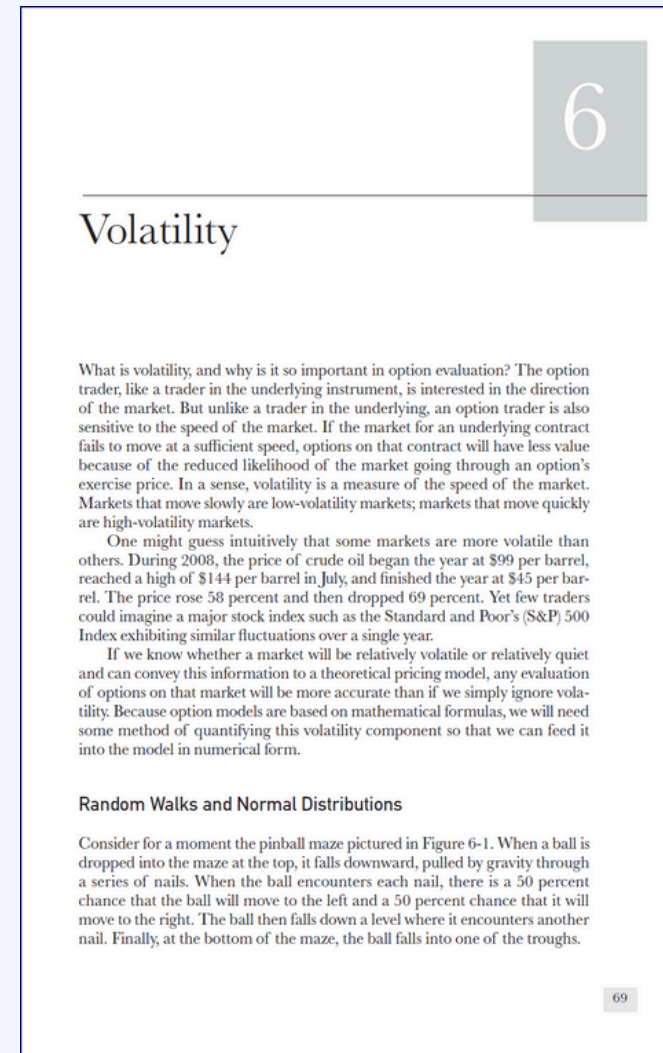 6
Volatility
What is volatility, and why is it so important in option evaluation? The option
trader, like a trader in the underlying instrument, is interested in the direction
of the market. But unlike a trader in the underlying, an option trader is also
sensitive to the speed of the market. If the market for an underlying contract
fails to move at a sufficient speed, options on that contract will have less value
because of the reduced likelihood of the market going through an option’s
exercise price. In a sense, volatility is a measure of the speed of the market.
Markets that move slowly are low-volatility markets; markets that move quickly
are high-volatility markets.
One might guess intuitively that some markets are more volatile than
others. During 2008, the price of crude oil began the year at $99 per barrel,
reached a high of $144 per barrel in July, and finished the year at $45 per bar-
rel. The price rose 58 percent and then dropped 69 percent. Yet few traders
could imagine a major stock index such as the Standard and Poor’s (S&P) 500
Index exhibiting similar fluctuations over a single year.
If we know whether a market will be relatively volatile or relatively quiet
and can convey this information to a theoretical pricing model, any evaluation
of options on that market will be more accurate than if we simply ignore vola-
tility. Because option models are based on mathematical formulas, we will need
some method of quantifying this volatility component so that we can feed it
into the model in numerical form.
Random Walks and Normal Distributions
Consider for a moment the pinball maze pictured in Figure 6-1. When a ball is
dropped into the maze at the top, it falls downward, pulled by gravity through
a series of nails. When the ball encounters each nail, there is a 50 percent
chance that the ball will move to the left and a 50 percent chance that it will
move to the right. The ball then falls down a level where it encounters another
nail. Finally, at the bottom of the maze, the ball falls into one of the troughs.
69